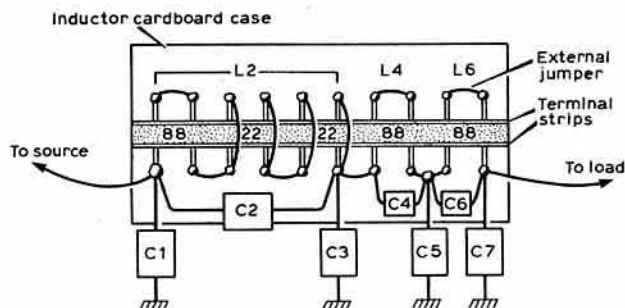 Inductor cardboard case
L2
L4
L6
External
jumper
Terminal
strips
88
22
22
88
88
To source
To load
C2
C4
C6
C1
C3
C5
C7